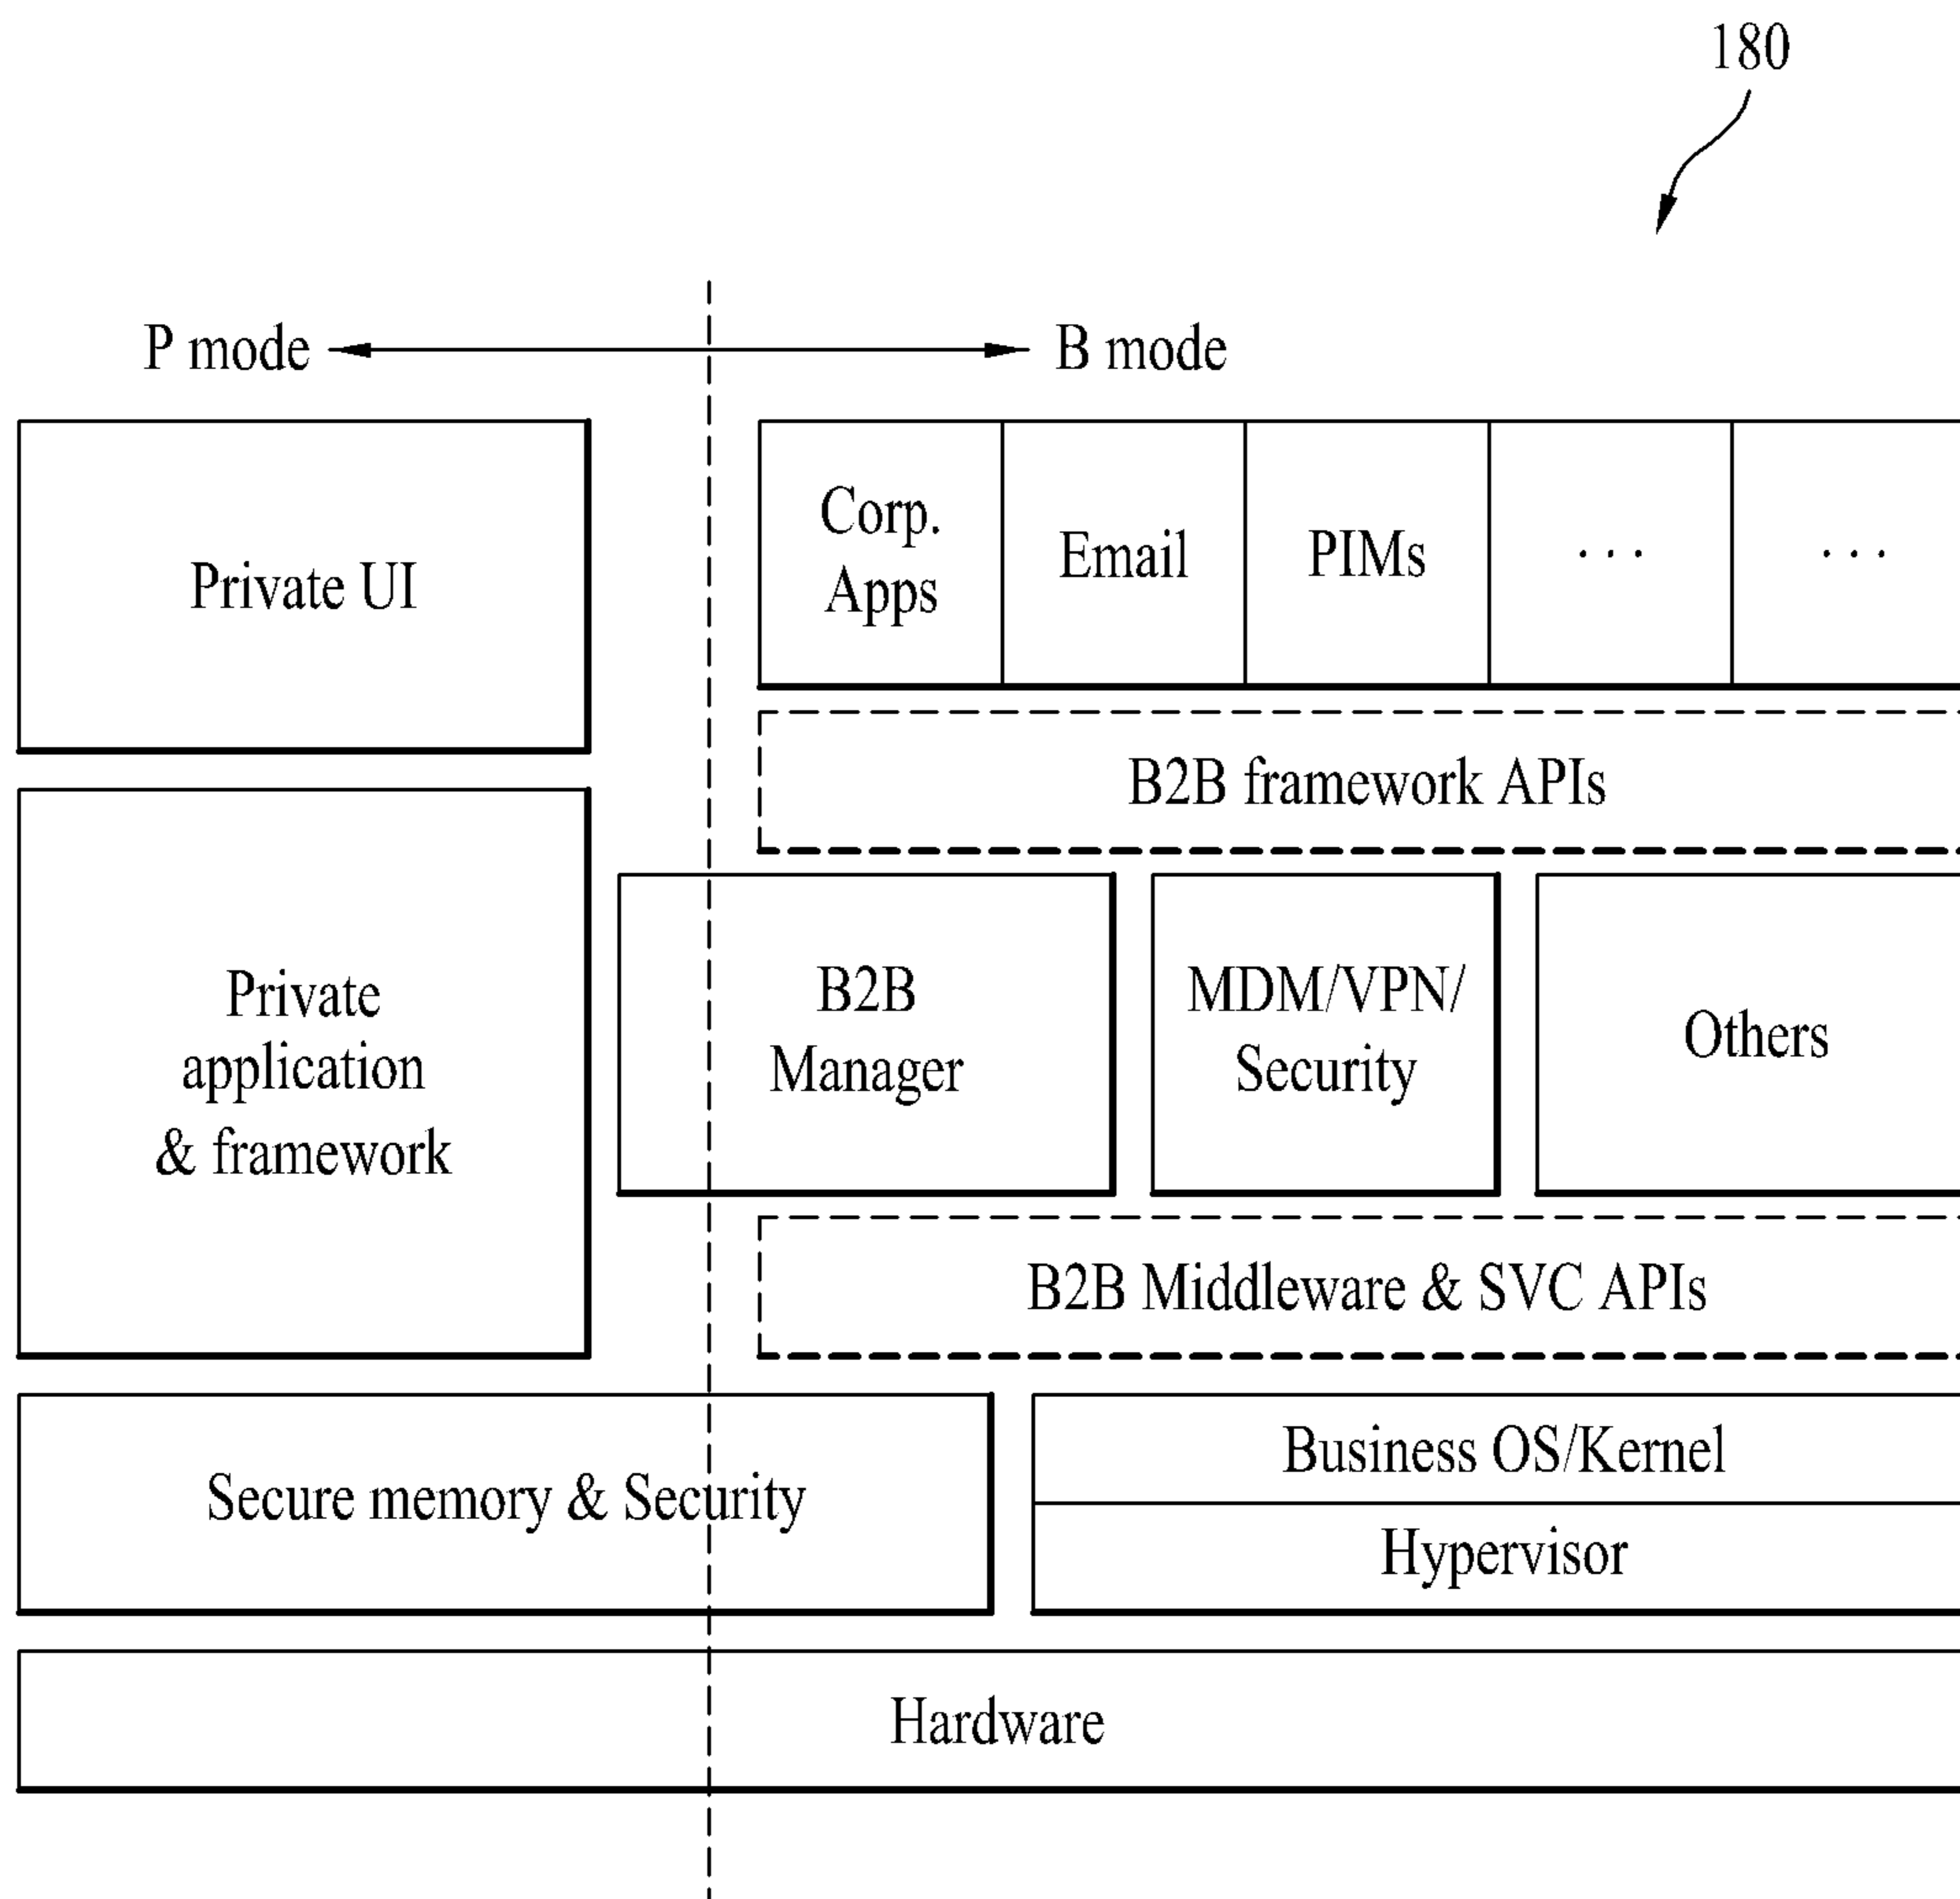 180
P mode
B mode
Private UI
Corp.
Apps
Email
PIMs
...
...
B2B framework APIs
Private
application
& framework
B2B
Manager
MDM/VPN/
Security
Others
B2B Middleware & SVC APIs
Secure memory & Security
Business OS/Kernel
Hypervisor
Hardware